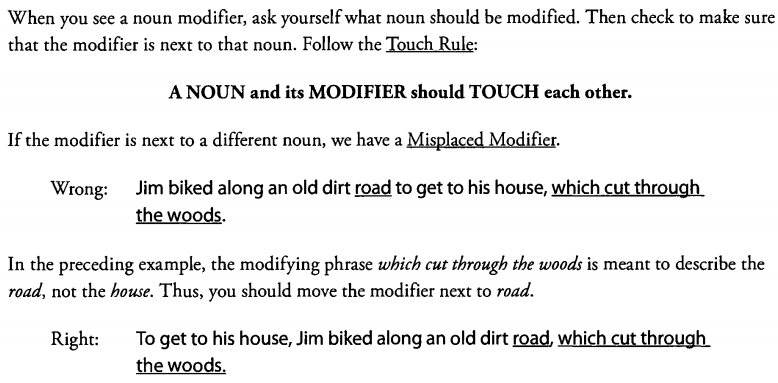 When you see a noun modifier, ask yourself what noun should be modified. Then check to make sure
that the modifier is next to that noun. Follow the Touch Rule:
A NOUN and its MODIFIER should TOUCH each other.
If the modifier is next to a different noun, we have a Misplaced Modifier.
Wrong: Jim biked along an old dirt road to get to his house, which cut through
the woods.
In the preceding example, the modifying phrase which cut through the woods is meant to describe the
road, not the house. Thus, you should move the modifier next to road.
Right: To get to his house, Jim biked along an old dirt road, which cut through
the woods.